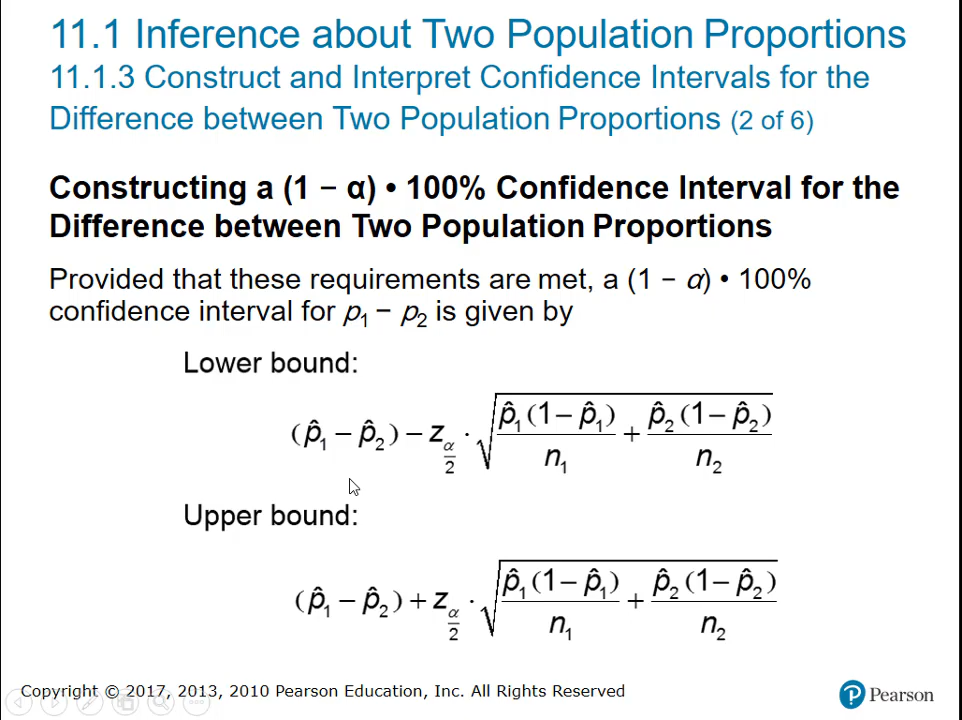 11.1 Inference about Two Population Proportions
11.1.3 Construct and Interpret Confidence Intervals for the
Difference between Two Population Proportions (2 of 6)
Constructing a (1 − α) • 100% Confidence Interval for the
Difference between Two Population Proportions
Provided that these requirements are met, a (1 − α) • 100%
confidence interval for p₁ − p₂ is given by
Lower bound:
(p̂₁ − p̂₂) − z_{α/2} · √(p̂₁(1 − p̂₁)/n₁ + p̂₂(1 − p̂₂)/n₂)
Upper bound:
(p̂₁ − p̂₂) + z_{α/2} · √(p̂₁(1 − p̂₁)/n₁ + p̂₂(1 − p̂₂)/n₂)
Copyright © 2017, 2013, 2010 Pearson Education, Inc. All Rights Reserved
Pearson